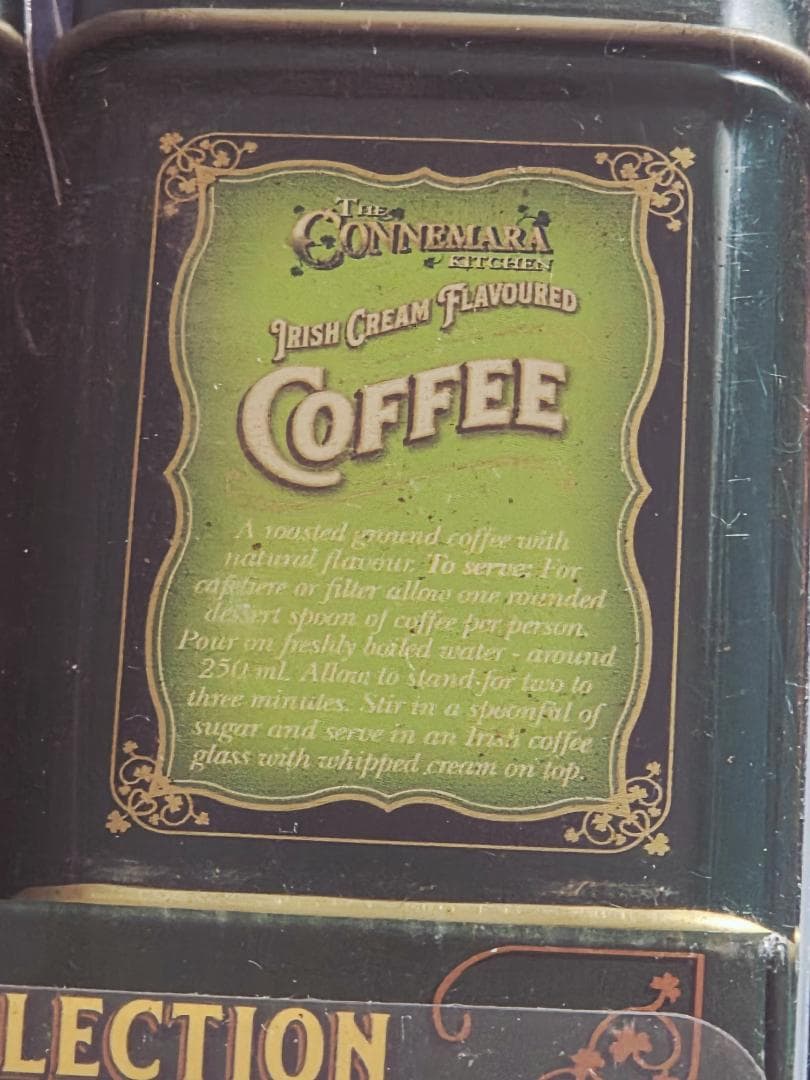 THE
CONNEMARA
KITCHEN
IRISH CREAM FLAVOURED
COFFEE
A roasted ground coffee with
natural flavour. To serve: For
cafetiere or filter allow one rounded
dessert spoon of coffee per person.
Pour on freshly boiled water - around
250 ml. Allow to stand for two to
three minutes. Stir in a spoonful of
sugar and serve in an Irish coffee
glass with whipped cream on top.
LECTION